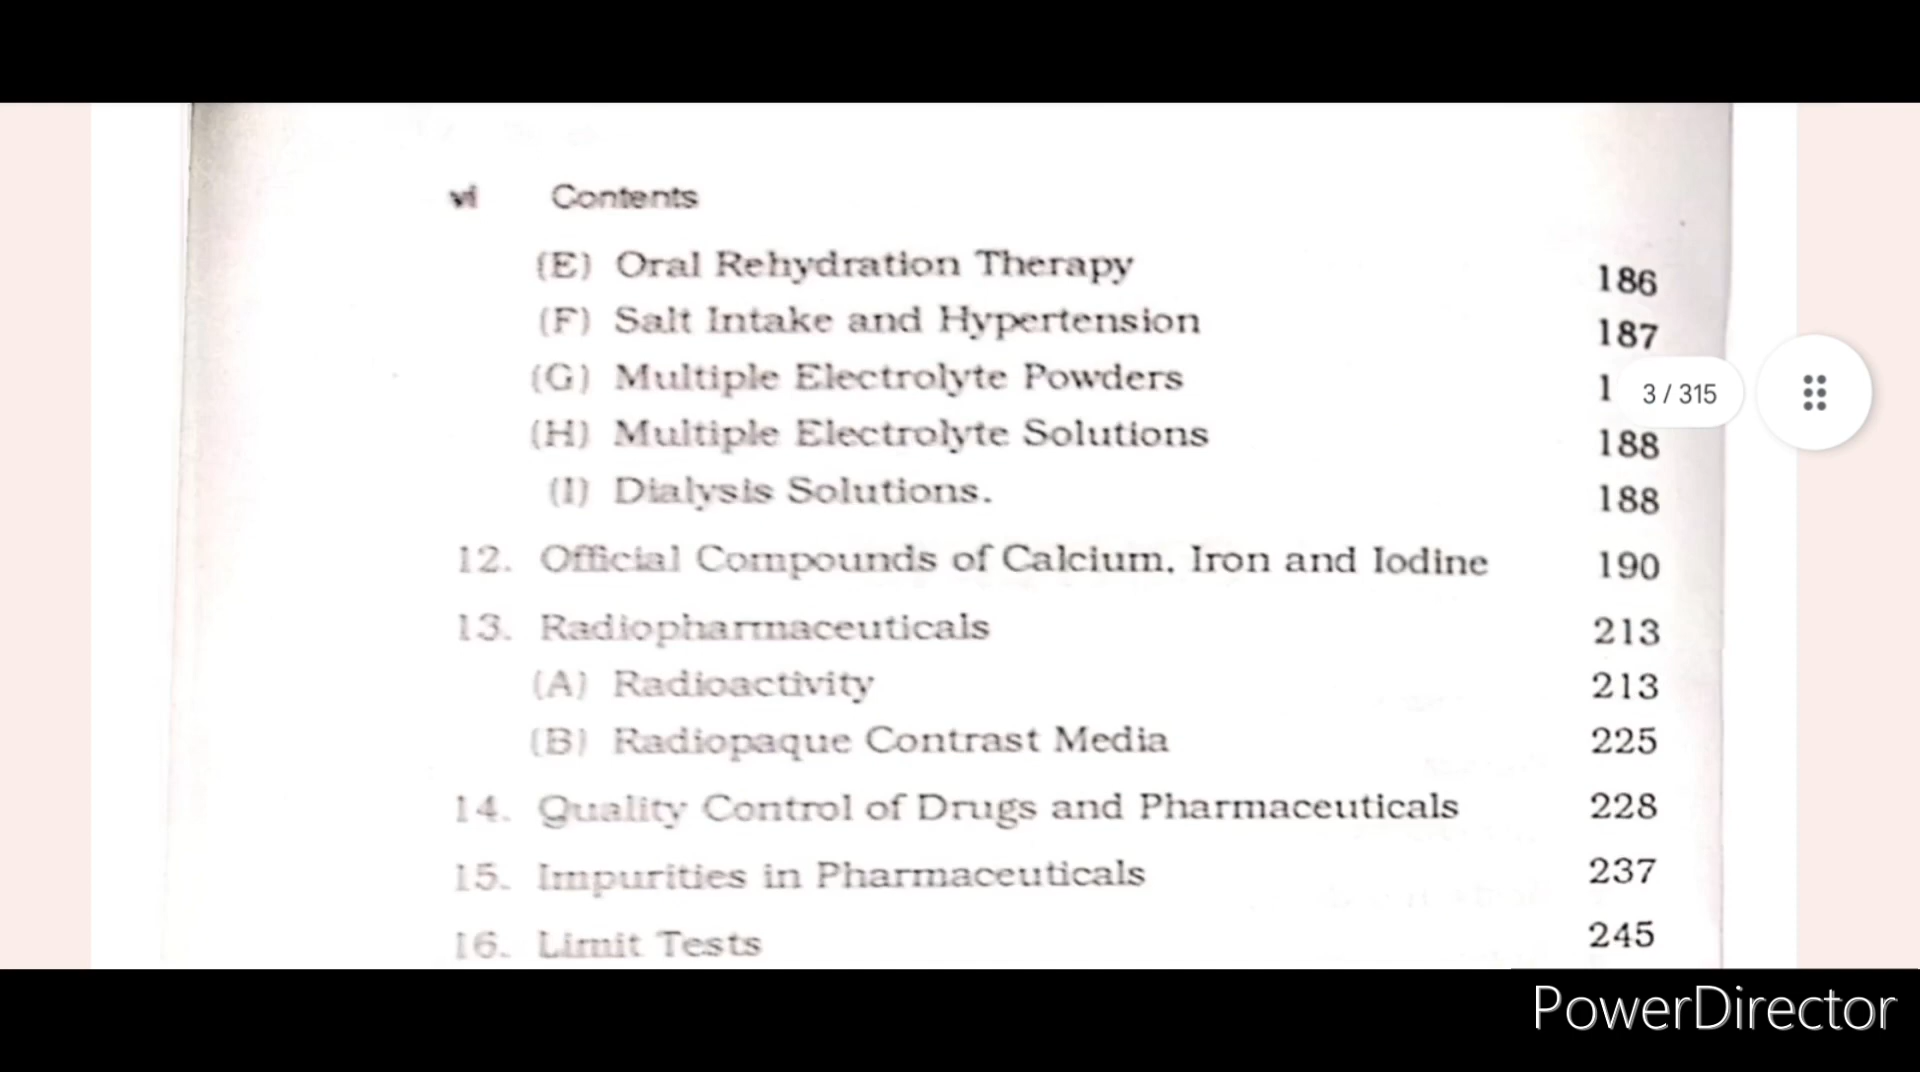 vi Contents
(E) Oral Rehydration Therapy 186
(F) Salt Intake and Hypertension 187
(G) Multiple Electrolyte Powders 1
3 / 315
(H) Multiple Electrolyte Solutions 188
(I) Dialysis Solutions. 188
12. Official Compounds of Calcium, Iron and Iodine 190
13. Radiopharmaceuticals 213
(A) Radioactivity 213
(B) Radiopaque Contrast Media 225
14. Quality Control of Drugs and Pharmaceuticals 228
15. Impurities in Pharmaceuticals 237
16. Limit Tests 245
PowerDirector